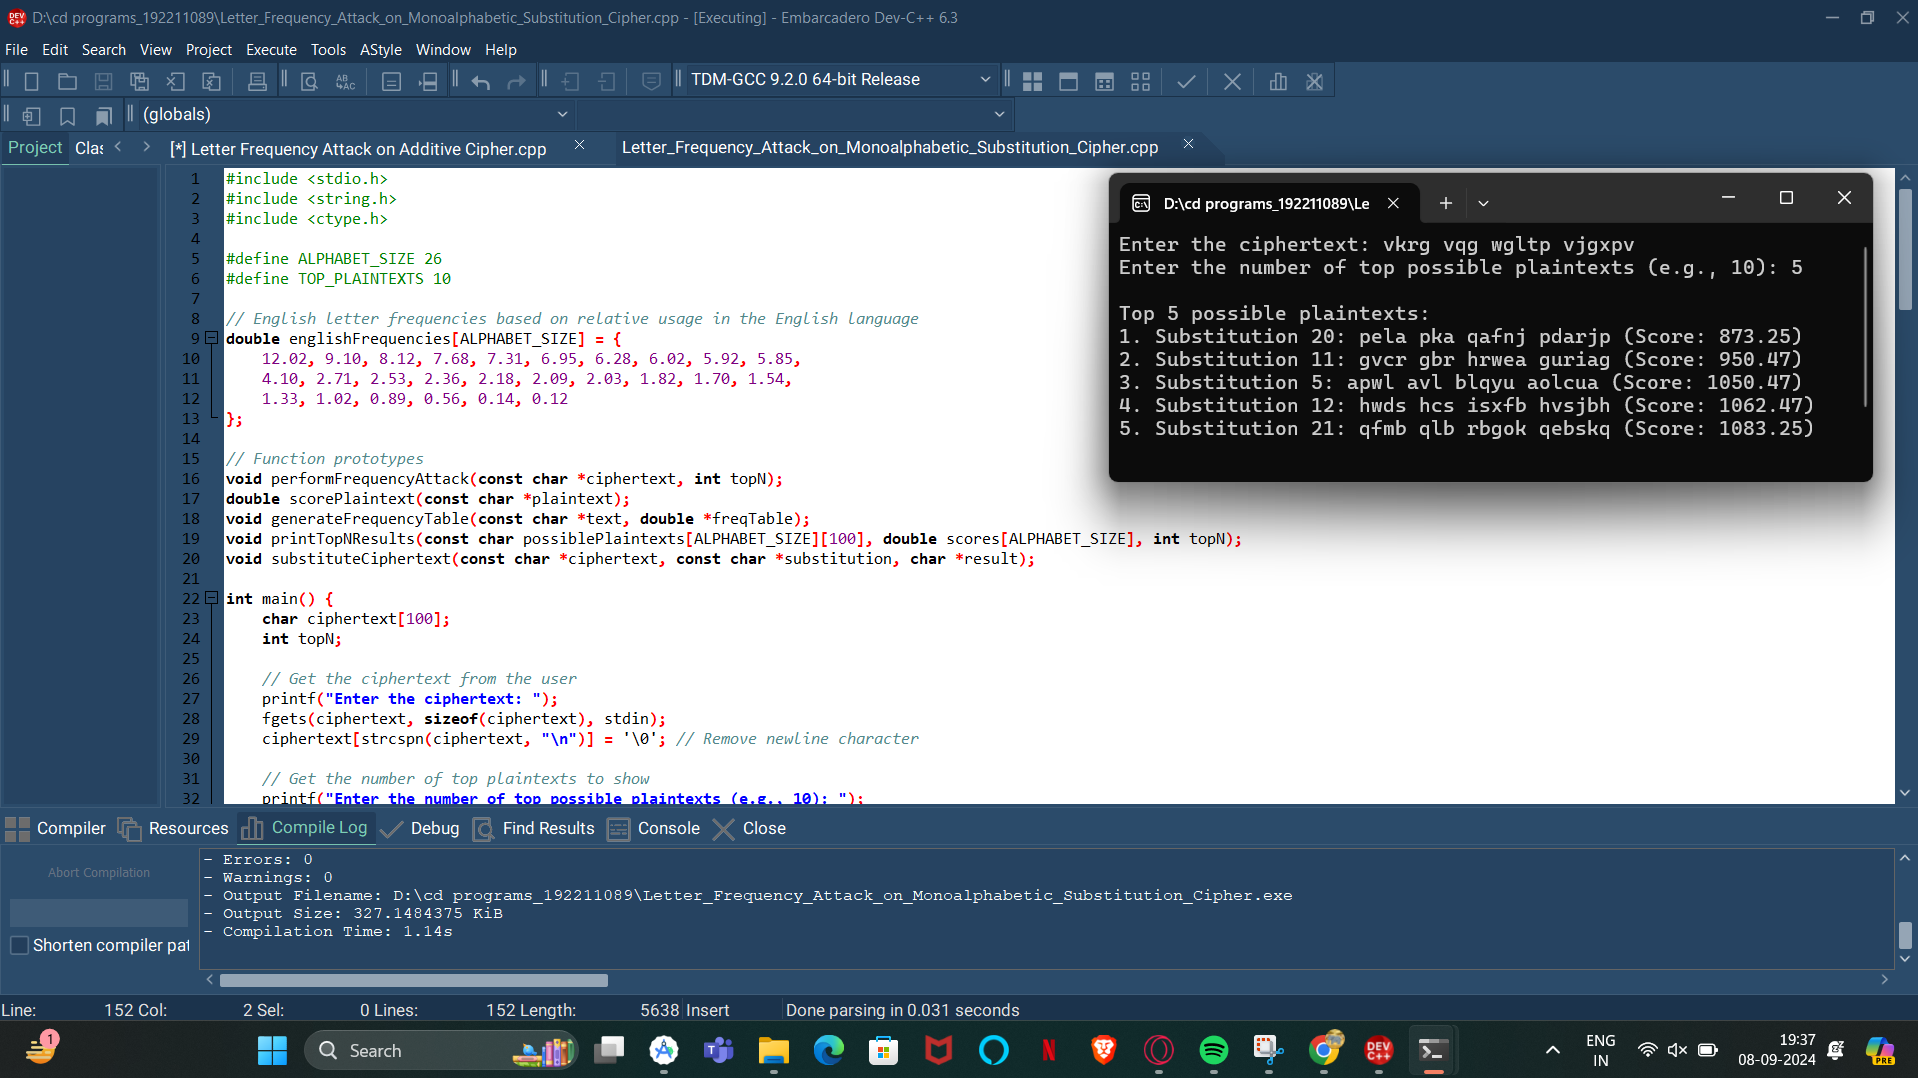 D:\cd programs_192211089\Letter_Frequency_Attack_on_Monoalphabetic_Substitution_Cipher.cpp - [Executing] - Embarcadero Dev-C++ 6.3
File Edit Search View Project Execute Tools AStyle Window Help
TDM-GCC 9.2.0 64-bit Release
(globals)
Project Clas [*] Letter Frequency Attack on Additive Cipher.cpp Letter_Frequency_Attack_on_Monoalphabetic_Substitution_Cipher.cpp
1 #include <stdio.h>
2 #include <string.h>
3 #include <ctype.h>
4
5 #define ALPHABET_SIZE 26
6 #define TOP_PLAINTEXTS 10
7
8 // English letter frequencies based on relative usage in the English language
9 double englishFrequencies[ALPHABET_SIZE] = {
10 12.02, 9.10, 8.12, 7.68, 7.31, 6.95, 6.28, 6.02, 5.92, 5.85,
11 4.10, 2.71, 2.53, 2.36, 2.18, 2.09, 2.03, 1.82, 1.70, 1.54,
12 1.33, 1.02, 0.89, 0.56, 0.14, 0.12
13 };
14
15 // Function prototypes
16 void performFrequencyAttack(const char *ciphertext, int topN);
17 double scorePlaintext(const char *plaintext);
18 void generateFrequencyTable(const char *text, double *freqTable);
19 void printTopNResults(const char possiblePlaintexts[ALPHABET_SIZE][100], double scores[ALPHABET_SIZE], int topN);
20 void substituteCiphertext(const char *ciphertext, const char *substitution, char *result);
21
22 int main() {
23 char ciphertext[100];
24 int topN;
25
26 // Get the ciphertext from the user
27 printf("Enter the ciphertext: ");
28 fgets(ciphertext, sizeof(ciphertext), stdin);
29 ciphertext[strcspn(ciphertext, "\n")] = '\0'; // Remove newline character
30
31 // Get the number of top plaintexts to show
32 printf("Enter the number of top possible plaintexts (e.g., 10): ");
D:\cd programs_192211089\Le
Enter the ciphertext: vkrg vqg wgltp vjgxpv
Enter the number of top possible plaintexts (e.g., 10): 5
Top 5 possible plaintexts:
1. Substitution 20: pela pka qafnj pdarjp (Score: 873.25)
2. Substitution 11: gvcr gbr hrwea guriag (Score: 950.47)
3. Substitution 5: apwl avl blqyu aolcua (Score: 1050.47)
4. Substitution 12: hwds hcs isxfb hvsjbh (Score: 1062.47)
5. Substitution 21: qfmb qlb rbgok qebskq (Score: 1083.25)
Compiler Resources Compile Log Debug Find Results Console Close
Abort Compilation
Shorten compiler pat
- Errors: 0
- Warnings: 0
- Output Filename: D:\cd programs_192211089\Letter_Frequency_Attack_on_Monoalphabetic_Substitution_Cipher.exe
- Output Size: 327.1484375 KiB
- Compilation Time: 1.14s
Line: 152 Col: 2 Sel: 0 Lines: 152 Length: 5638 Insert Done parsing in 0.031 seconds
1
Search
DEV C++
ENG
IN
19:37
08-09-2024
PRE